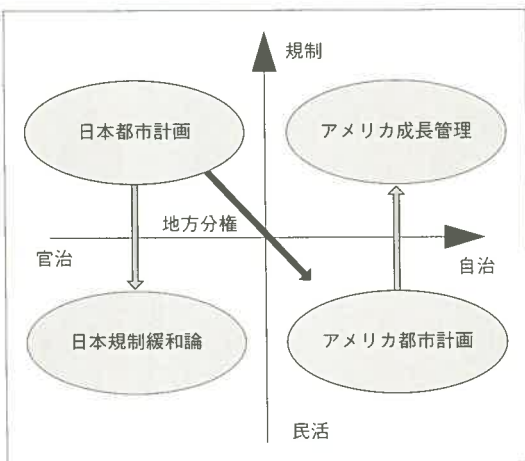 規制
日本都市計画
アメリカ成長管理
地方分権
官治
自治
日本規制緩和論
アメリカ都市計画
民活